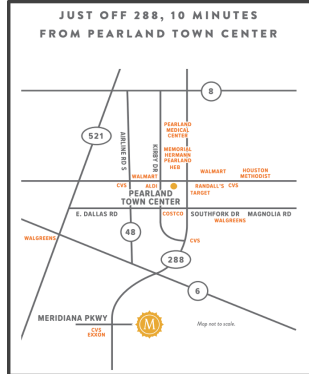 JUST OFF 288, 10 MINUTES
FROM PEARLAND TOWN CENTER
8
521
AIRLINE RD S
KIRBY DR
PEARLAND
MEDICAL
CENTER
MEMORIAL
HERMANN
PEARLAND
HEB
WALMART
WALMART
HOUSTON
METHODIST
CVS
ALDI
RANDALL'S
CVS
TARGET
PEARLAND
TOWN CENTER
E. DALLAS RD
COSTCO
SOUTHFORK DR
MAGNOLIA RD
WALGREENS
WALGREENS
48
CVS
288
6
MERIDIANA PKWY
M
Map not to scale.
CVS
EXXON